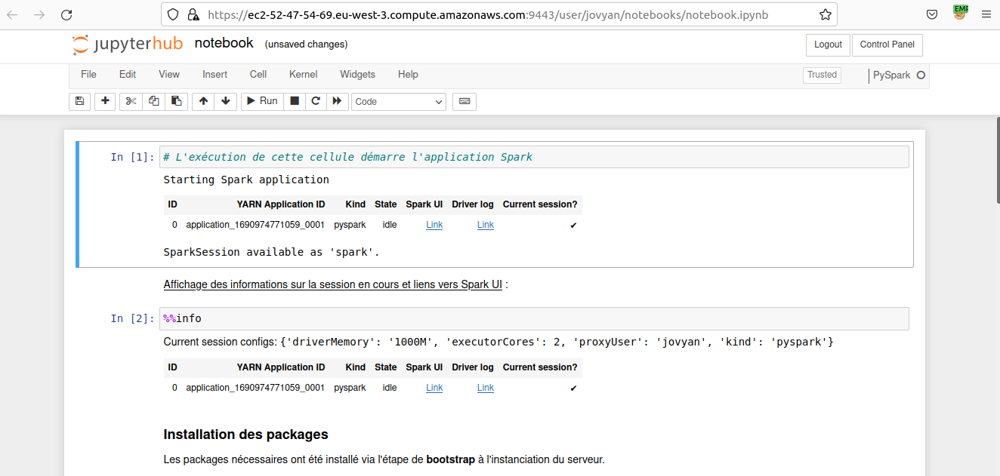 https://ec2-52-47-54-69.eu-west-3.compute.amazonaws.com:9443/user/jovyan/notebooks/notebook.ipynb
EMR
jupyterhub notebook (unsaved changes) Logout Control Panel
File Edit View Insert Cell Kernel Widgets Help Trusted PySpark
Run Code
In [1]: # L'exécution de cette cellule démarre l'application Spark
Starting Spark application
ID YARN Application ID Kind State Spark UI Driver log Current session?
0 application_1690974771059_0001 pyspark idle Link Link ✔
SparkSession available as 'spark'.
Affichage des informations sur la session en cours et liens vers Spark UI :
In [2]: %%info
Current session configs: {'driverMemory': '1000M', 'executorCores': 2, 'proxyUser': 'jovyan', 'kind': 'pyspark'}
ID YARN Application ID Kind State Spark UI Driver log Current session?
0 application_1690974771059_0001 pyspark idle Link Link ✔
Installation des packages
Les packages nécessaires ont été installé via l'étape de bootstrap à l'instanciation du serveur.